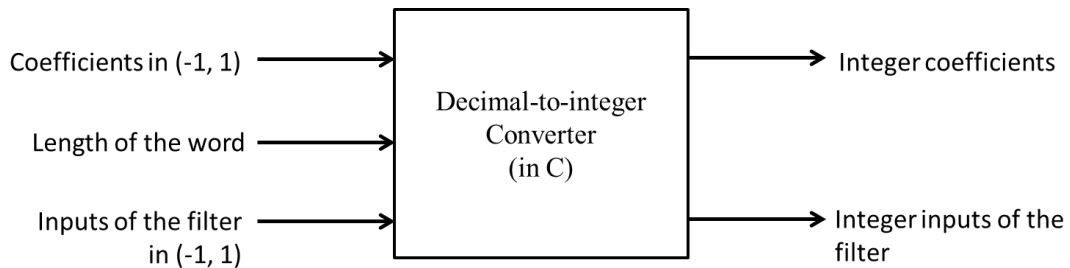 Coefficients in (-1, 1)
Length of the word
Inputs of the filter
in (-1, 1)
Decimal-to-integer
Converter
(in C)
Integer coefficients
Integer inputs of the
filter